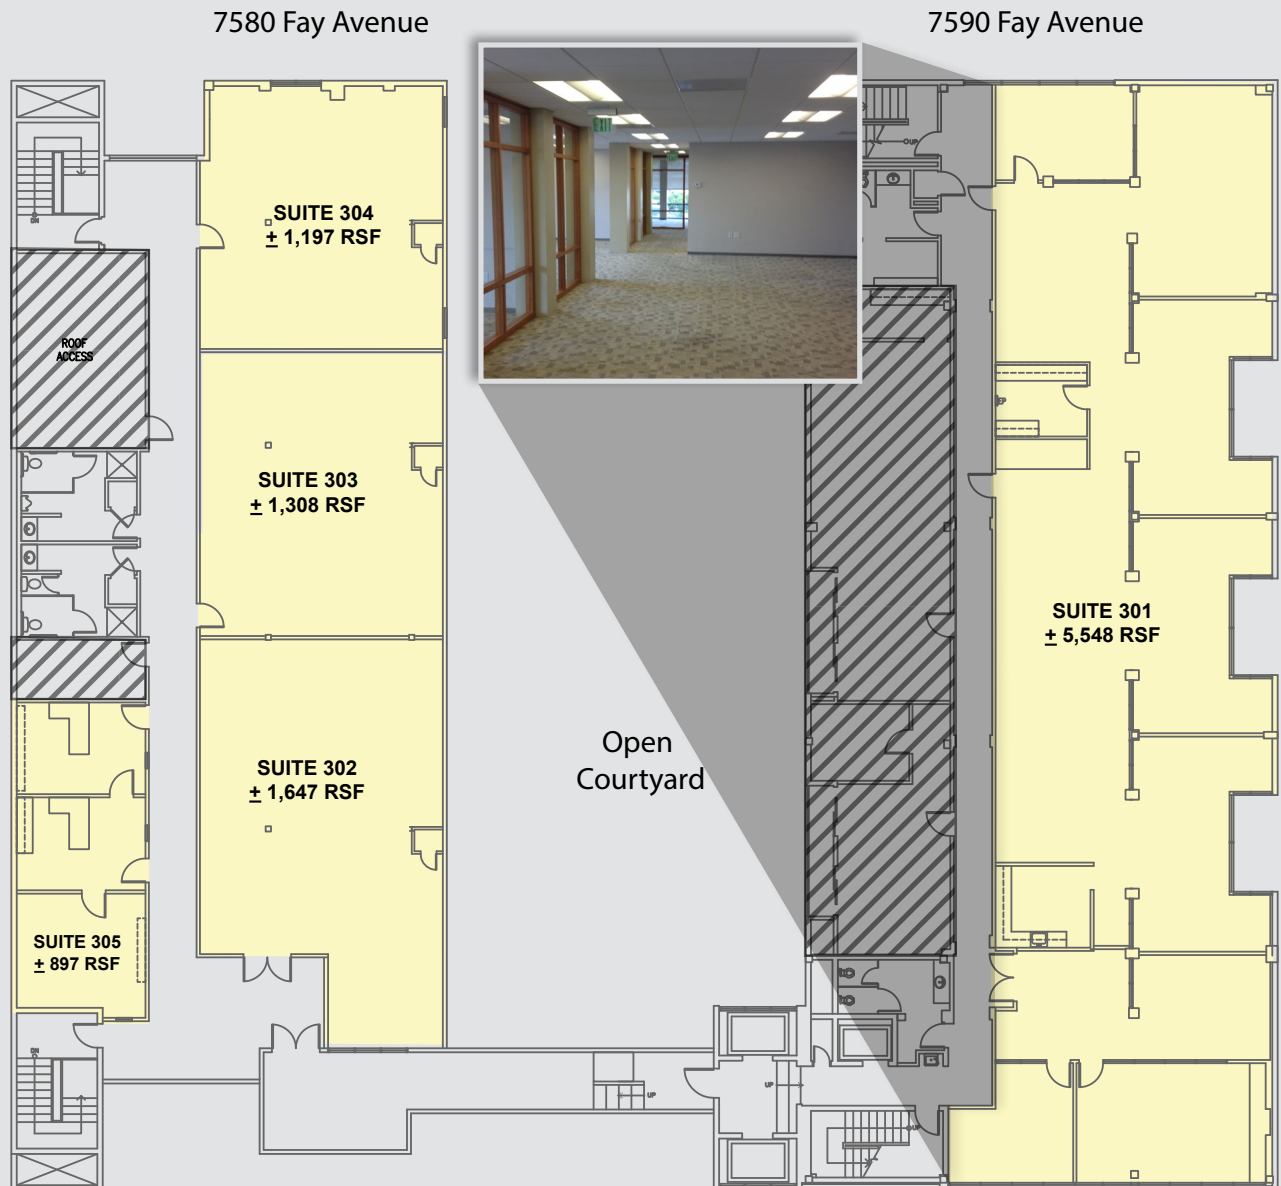 7580 Fay Avenue
7590 Fay Avenue
EXIT
UP
SUITE 304
± 1,197 RSF
DN
ROOF
ACCESS
EP
SUITE 303
± 1,308 RSF
SUITE 301
± 5,548 RSF
Open
Courtyard
SUITE 302
± 1,647 RSF
SUITE 305
± 897 RSF
DN
UP
UP
UP